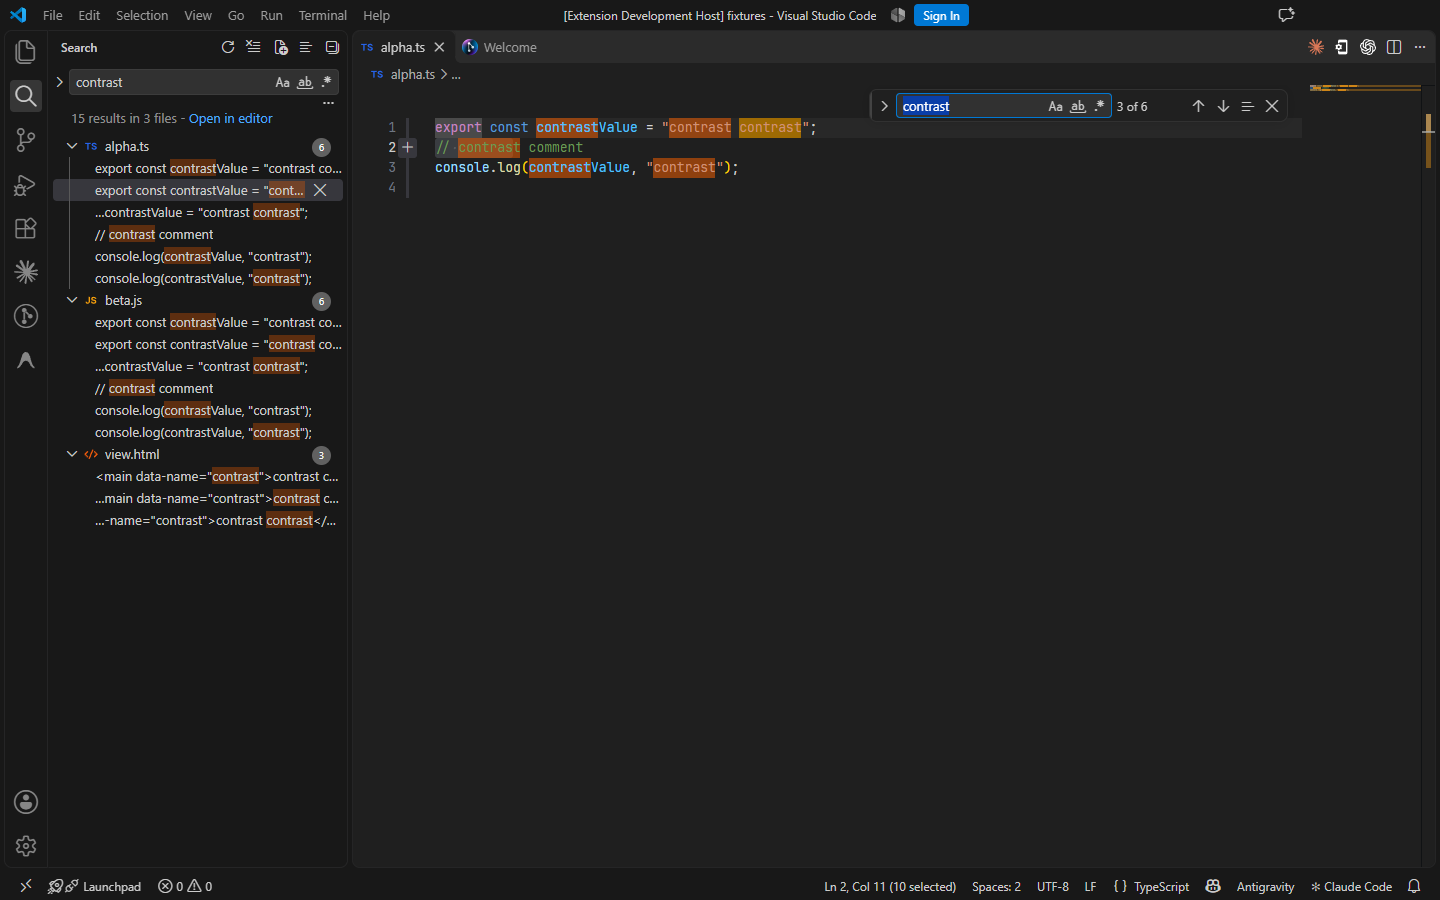 File Edit Selection View Go Run Terminal Help
[Extension Development Host] fixtures - Visual Studio Code
Sign In
Search
contrast
Aa ab .*
15 results in 3 files - Open in editor
TS alpha.ts 6
export const contrastValue = "contrast co...
export const contrastValue = "cont...
...contrastValue = "contrast contrast";
// contrast comment
console.log(contrastValue, "contrast");
console.log(contrastValue, "contrast");
JS beta.js 6
export const contrastValue = "contrast co...
export const contrastValue = "contrast co...
...contrastValue = "contrast contrast";
// contrast comment
console.log(contrastValue, "contrast");
console.log(contrastValue, "contrast");
</> view.html 3
<main data-name="contrast">contrast c...
...main data-name="contrast">contrast c...
...-name="contrast">contrast contrast</...
TS alpha.ts
Welcome
TS alpha.ts > ...
contrast
Aa ab .*
3 of 6
1 export const contrastValue = "contrast contrast";
2 // contrast comment
3 console.log(contrastValue, "contrast");
4
Launchpad 0 0
Ln 2, Col 11 (10 selected) Spaces: 2 UTF-8 LF { } TypeScript Antigravity Claude Code